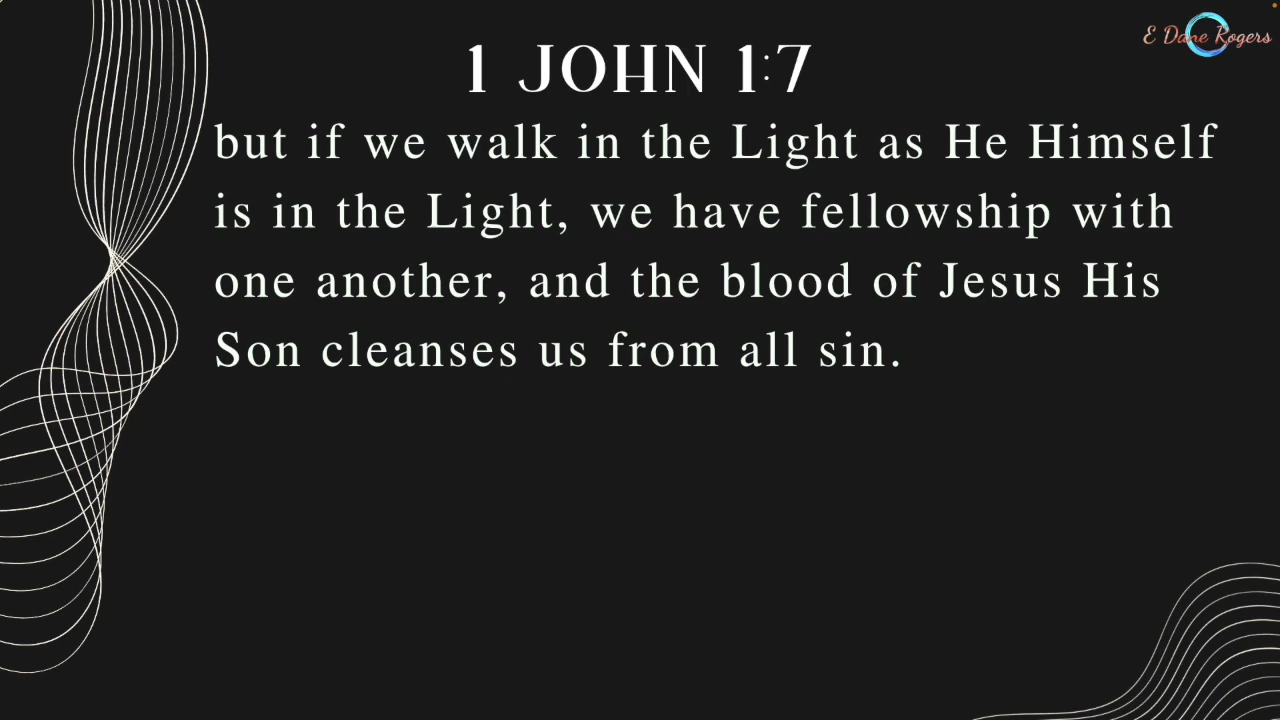 E Dane Rogers
1 JOHN 1:7
but if we walk in the Light as He Himself
is in the Light, we have fellowship with
one another, and the blood of Jesus His
Son cleanses us from all sin.